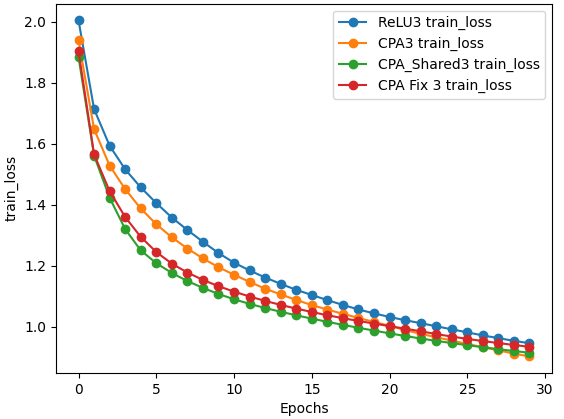 2.0
1.8
1.6
1.4
1.2
1.0
train_loss
ReLU3 train_loss
CPA3 train_loss
CPA_Shared3 train_loss
CPA Fix 3 train_loss
0 5 10 15 20 25 30
Epochs